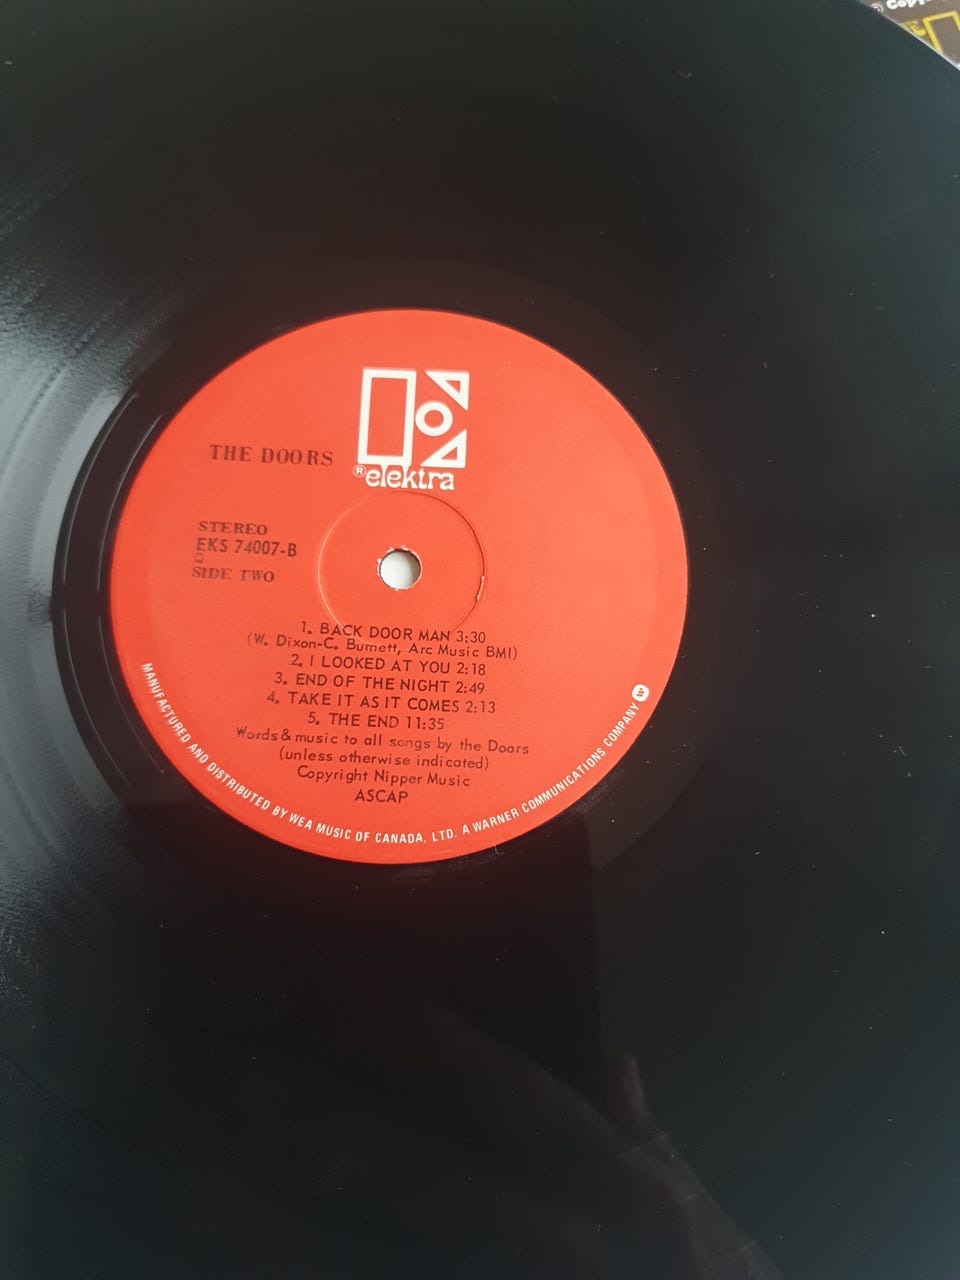 THE DOORS
® elektra
STEREO
EKS 74007-B
Q
SIDE TWO
1. BACK DOOR MAN 3:30
(W. Dixon-C. Burnett, Arc Music BMI)
2. I LOOKED AT YOU 2:18
3. END OF THE NIGHT 2:49
4. TAKE IT AS IT COMES 2:13
5. THE END 11:35
Words & music to all songs by the Doors
(unless otherwise indicated)
Copyright Nipper Music
ASCAP
MANUFACTURED AND DISTRIBUTED BY WEA MUSIC OF CANADA, LTD. A WARNER COMMUNICATIONS COMPANY